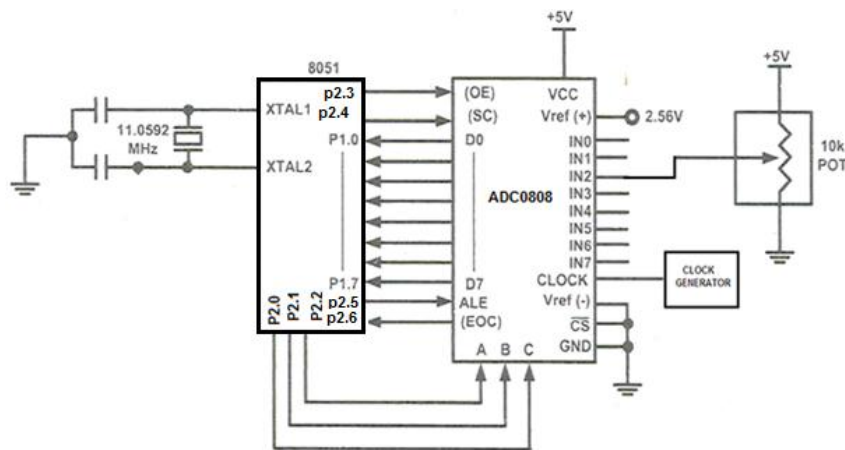 +5V
+5V
8051
p2.3
p2.4
XTAL1
XTAL2
11.0592
MHz
P1.0
P1.7
P2.0
P2.1
P2.2
p2.5
p2.6
(OE)
(SC)
D0
D7
ALE
(EOC)
A B C
VCC
Vref (+)
2.56V
IN0
IN1
IN2
IN3
IN4
IN5
IN6
IN7
CLOCK
Vref (-)
CS
GND
ADC0808
10k
POT
CLOCK
GENERATOR